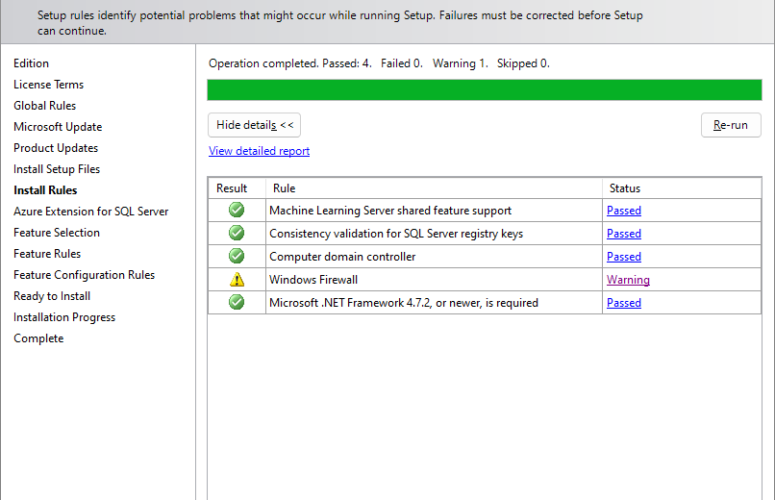 Setup rules identify potential problems that might occur while running Setup. Failures must be corrected before Setup
can continue.
Edition
License Terms
Global Rules
Microsoft Update
Product Updates
Install Setup Files
Install Rules
Azure Extension for SQL Server
Feature Selection
Feature Rules
Feature Configuration Rules
Ready to Install
Installation Progress
Complete
Operation completed. Passed: 4. Failed 0. Warning 1. Skipped 0.
Hide details <<
Re-run
View detailed report
Result Rule Status
Machine Learning Server shared feature support Passed
Consistency validation for SQL Server registry keys Passed
Computer domain controller Passed
Windows Firewall Warning
Microsoft .NET Framework 4.7.2, or newer, is required Passed